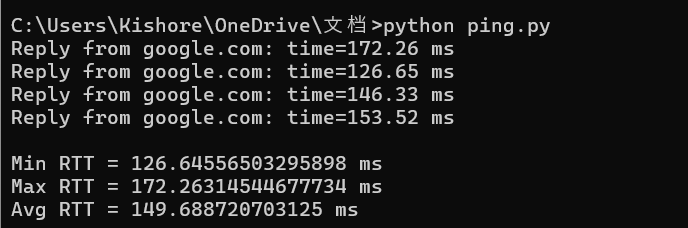 C:\Users\Kishore\OneDrive\文档>python ping.py
Reply from google.com: time=172.26 ms
Reply from google.com: time=126.65 ms
Reply from google.com: time=146.33 ms
Reply from google.com: time=153.52 ms
Min RTT = 126.64556503295898 ms
Max RTT = 172.26314544677734 ms
Avg RTT = 149.688720703125 ms